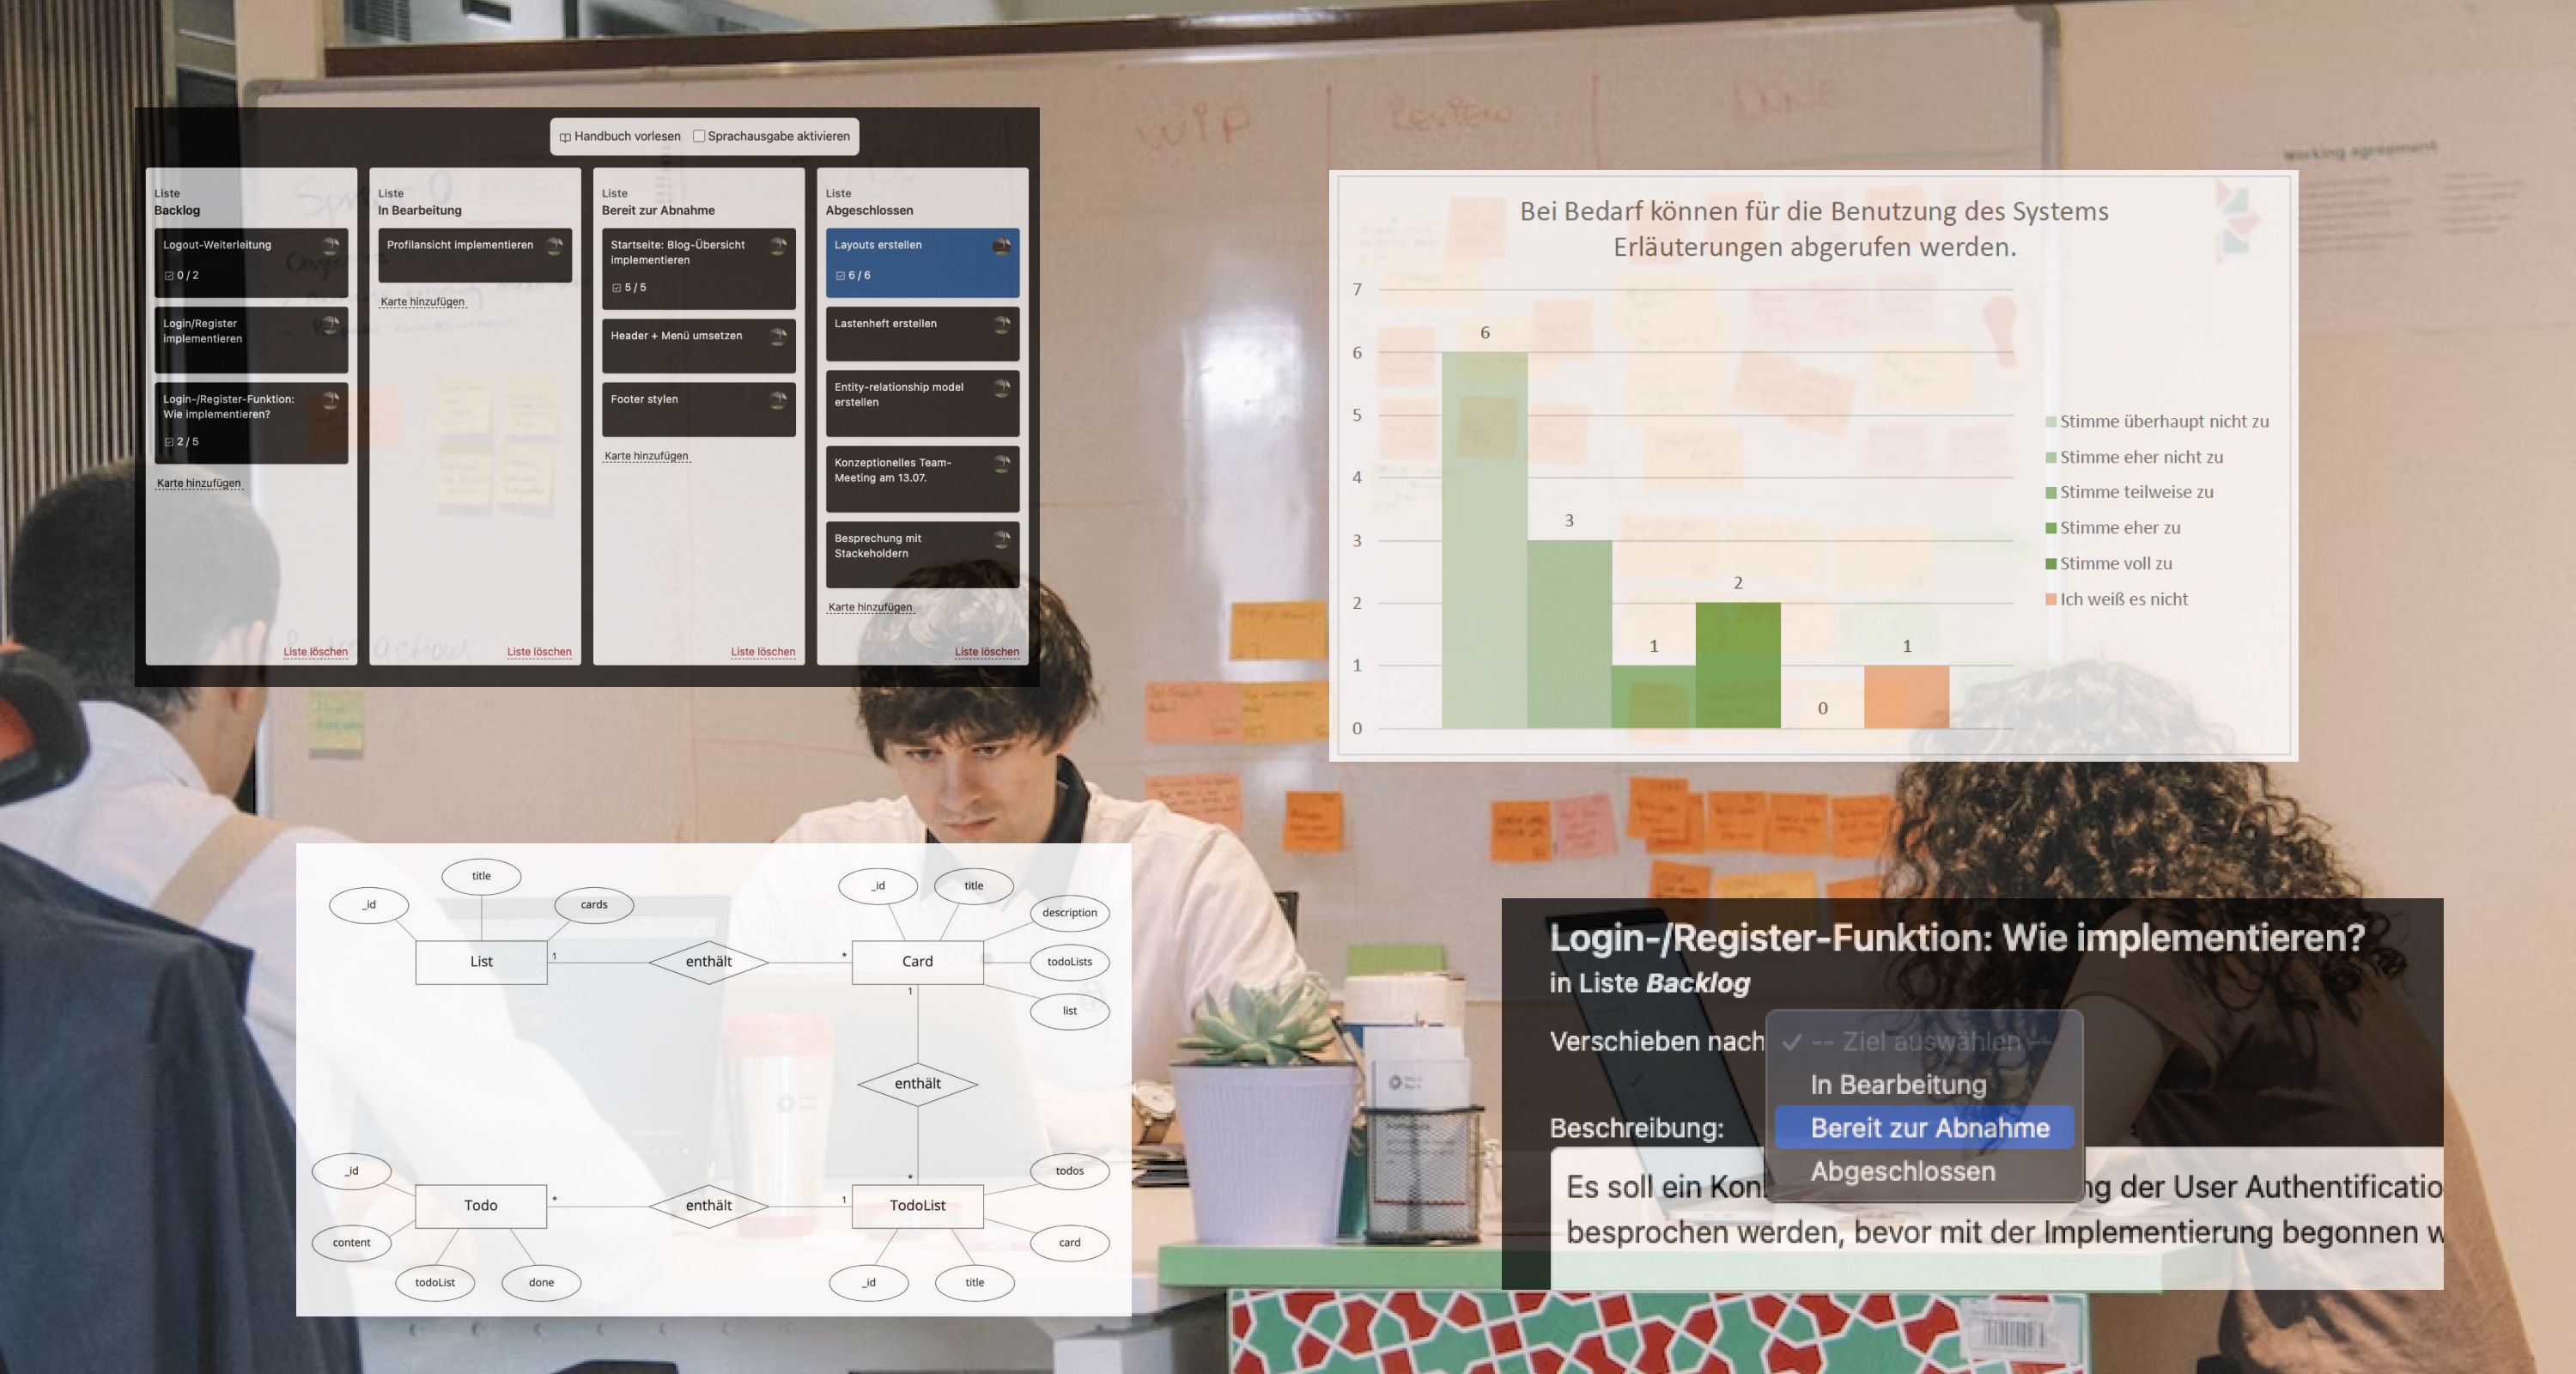 WIP
REVIEW
DONE
working agreement
Handbuch vorlesen
Sprachausgabe aktivieren
Liste
Backlog
Logout-Weiterleitung
0 / 2
Login/Register
implementieren
Login-/Register-Funktion:
Wie implementieren?
2 / 5
Karte hinzufügen
Liste löschen
Liste
In Bearbeitung
Profilansicht implementieren
Karte hinzufügen
Liste löschen
Liste
Bereit zur Abnahme
Startseite: Blog-Übersicht
implementieren
5 / 5
Header + Menü umsetzen
Footer stylen
Karte hinzufügen
Liste löschen
Liste
Abgeschlossen
Layouts erstellen
6 / 6
Lastenheft erstellen
Entity-relationship model
erstellen
Konzeptionelles Team-
Meeting am 13.07.
Besprechung mit
Stackeholdern
Karte hinzufügen
Liste löschen
Bei Bedarf können für die Benutzung des Systems
Erläuterungen abgerufen werden.
7
6
5
4
3
2
1
0
6
3
1
2
0
1
Stimme überhaupt nicht zu
Stimme eher nicht zu
Stimme teilweise zu
Stimme eher zu
Stimme voll zu
Ich weiß es nicht
title
_id
cards
List
1
enthält
*
_id
title
description
Card
todoLists
list
1
enthält
*
_id
Todo
content
todoList
done
*
enthält
1
TodoList
todos
card
_id
title
Login-/Register-Funktion: Wie implementieren?
in Liste Backlog
Verschieben nach
-- Ziel auswählen --
In Bearbeitung
Bereit zur Abnahme
Abgeschlossen
Beschreibung:
Es soll ein Kon ng der User Authentificatio
besprochen werden, bevor mit der Implementierung begonnen w